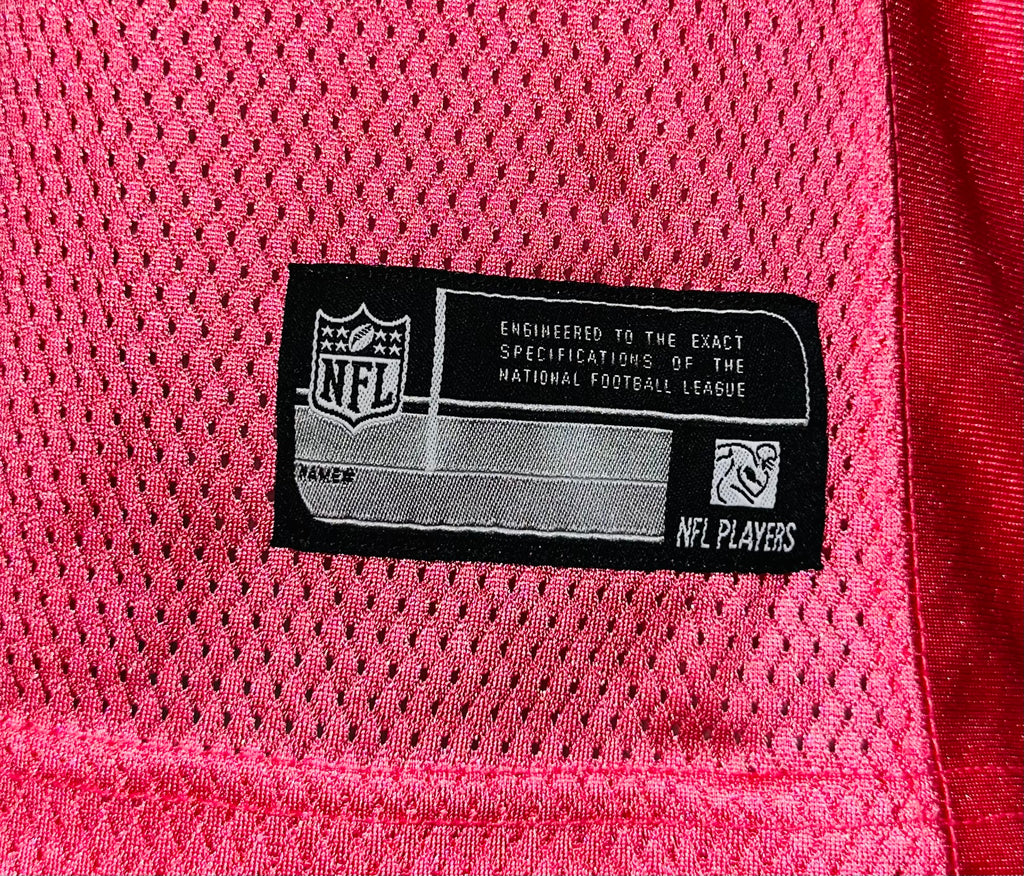 NFL
ENGINEERED TO THE EXACT
SPECIFICATIONS OF THE
NATIONAL FOOTBALL LEAGUE
NAME#
NFL PLAYERS